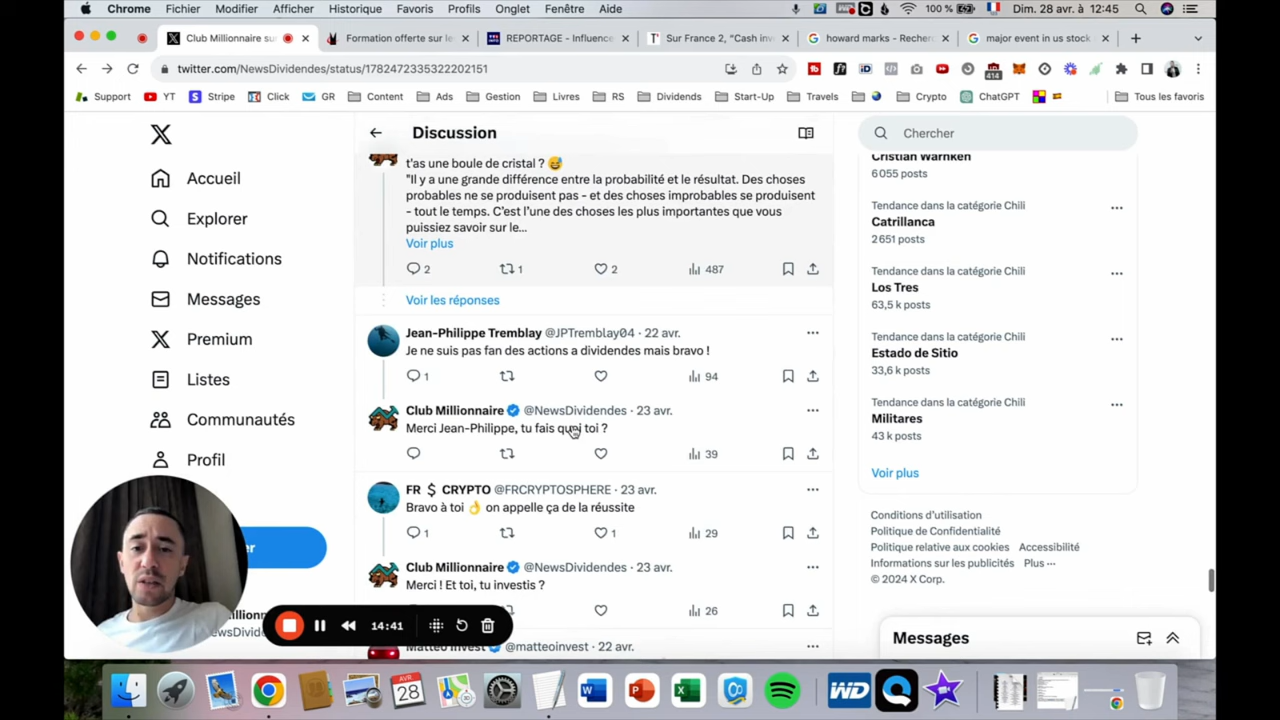 Chrome Fichier Modifier Afficher Historique Favoris Profils Onglet Fenêtre Aide
100 % Dim. 28 avr. à 12:45
Club Millionnaire su
Formation offerte sur le
REPORTAGE - Influence
Sur France 2, "Cash inv
howard marks - Recher
major event in us stock
twitter.com/NewsDividendes/status/1782472335322202151
414
Support YT Stripe Click GR Content Ads Gestion Livres RS Dividends Start-Up Travels Crypto ChatGPT Tous les favoris
Accueil
Explorer
Notifications
Messages
Premium
Listes
Communautés
Profil
Discussion
t'as une boule de cristal ? 😅
"Il y a une grande différence entre la probabilité et le résultat. Des choses
probables ne se produisent pas - et des choses improbables se produisent
- tout le temps. C'est l'une des choses les plus importantes que vous
puissiez savoir sur le...
Voir plus
2 1 2 487
Voir les réponses
Jean-Philippe Tremblay @JPTremblay04 · 22 avr.
Je ne suis pas fan des actions a dividendes mais bravo !
1 94
Club Millionnaire @NewsDividendes · 23 avr.
Merci Jean-Philippe, tu fais quoi toi ?
39
FR $ CRYPTO @FRCRYPTOSPHERE · 23 avr.
Bravo à toi 👌 on appelle ça de la réussite
1 1 29
Club Millionnaire @NewsDividendes · 23 avr.
Merci ! Et toi, tu investis ?
26
Matteo Invest @matteoinvest · 22 avr.
14:41
Chercher
Cristian Warnken
6 055 posts
Tendance dans la catégorie Chili
Catrillanca
2 651 posts
Tendance dans la catégorie Chili
Los Tres
63,5 k posts
Tendance dans la catégorie Chili
Estado de Sitio
33,6 k posts
Tendance dans la catégorie Chili
Militares
43 k posts
Voir plus
Conditions d'utilisation
Politique de Confidentialité
Politique relative aux cookies Accessibilité
Informations sur les publicités Plus ···
© 2024 X Corp.
Messages
AVR
28
WD